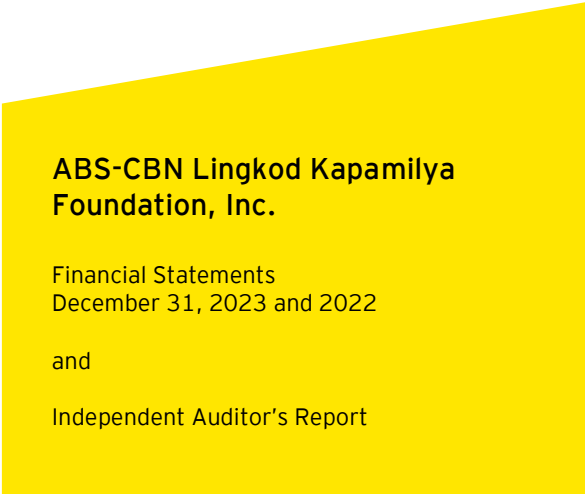 ABS-CBN Lingkod Kapamilya
Foundation, Inc.
Financial Statements
December 31, 2023 and 2022
and
Independent Auditor’s Report